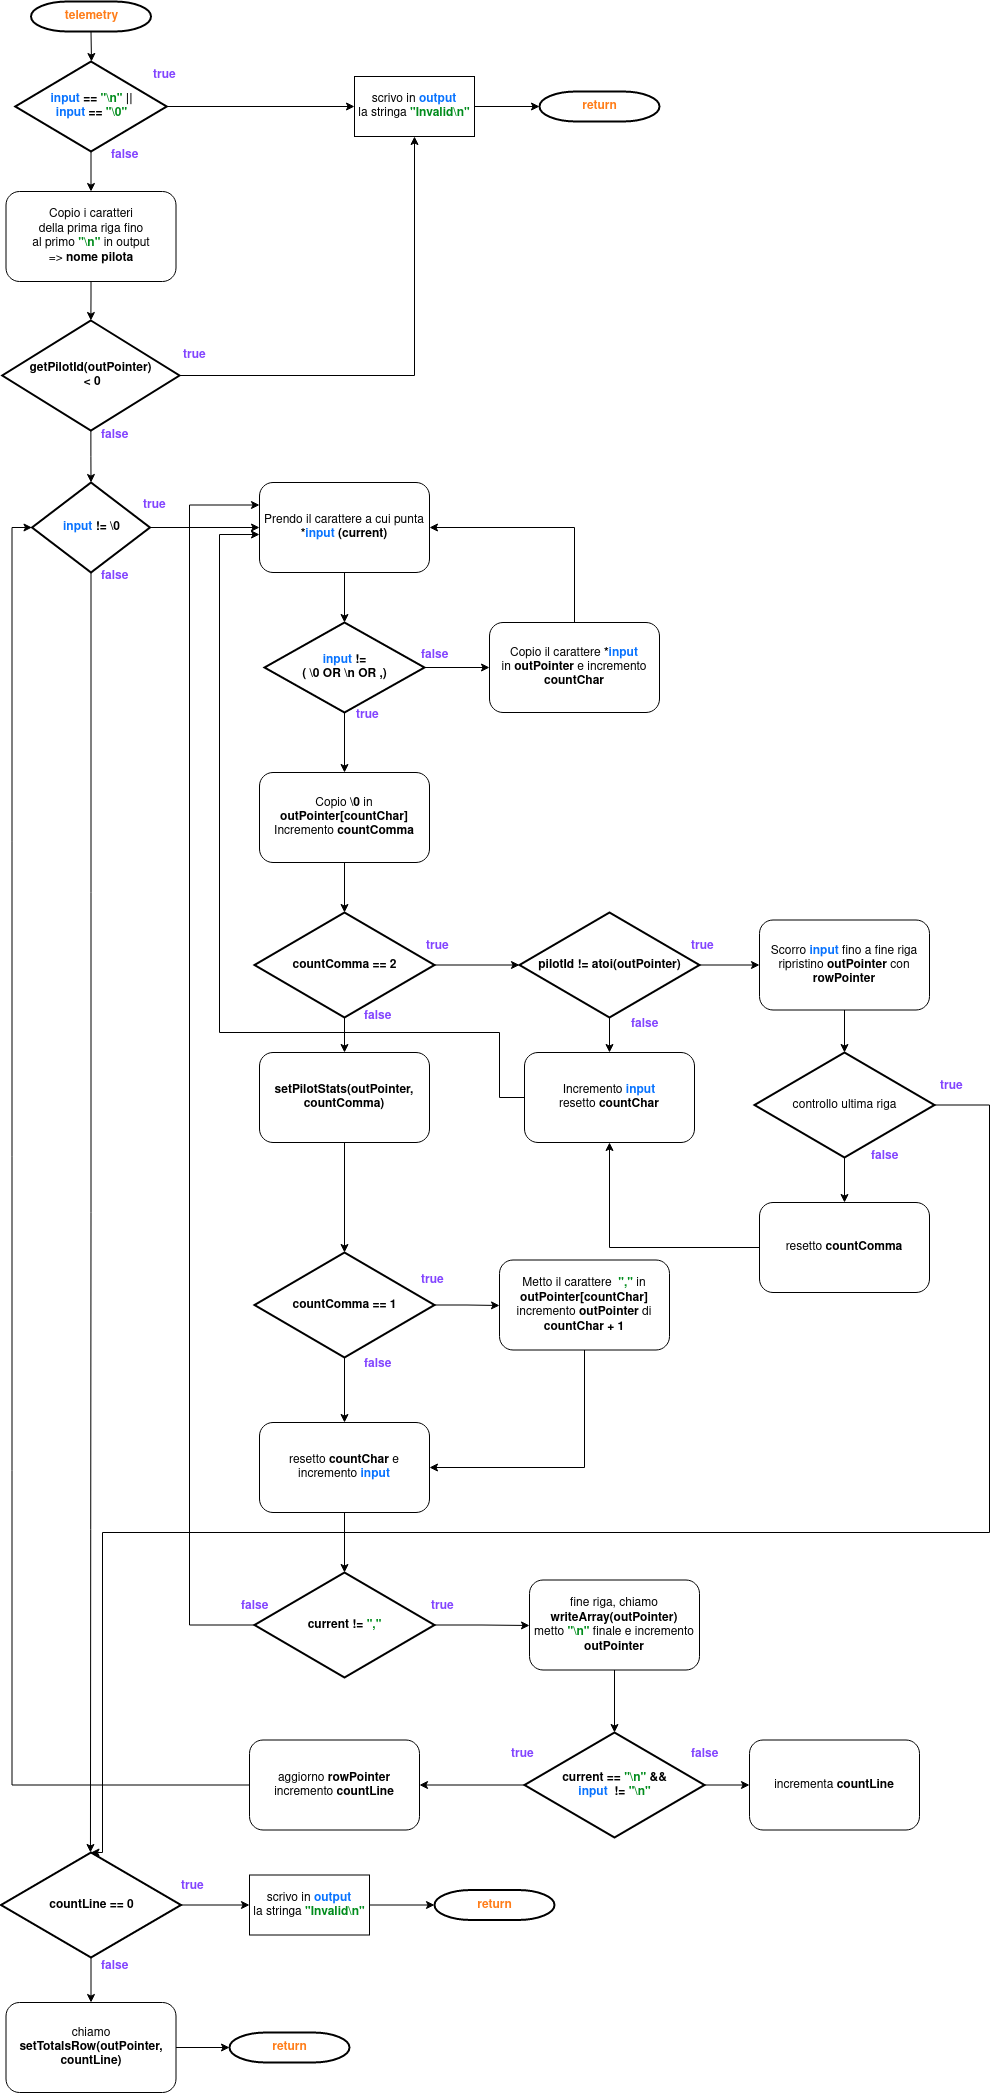 telemetry
input == "\n" ||
input == "\0"
true
false
scrivo in output
la stringa "Invalid\n"
return
Copio i caratteri
della prima riga fino
al primo "\n" in output
=> nome pilota
getPilotId(outPointer)
< 0
true
false
input != \0
true
false
Prendo il carattere a cui punta
*input (current)
input !=
( \0 OR \n OR ,)
false
true
Copio il carattere *input
in outPointer e incremento
countChar
Copio \0 in
outPointer[countChar]
Incremento countComma
countComma == 2
true
false
pilotId != atoi(outPointer)
true
false
Scorro input fino a fine riga
ripristino outPointer con
rowPointer
setPilotStats(outPointer,
countComma)
Incremento input
resetto countChar
controllo ultima riga
true
false
resetto countComma
countComma == 1
true
false
Metto il carattere "," in
outPointer[countChar]
incremento outPointer di
countChar + 1
resetto countChar e
incremento input
current != ","
false
true
fine riga, chiamo
writeArray(outPointer)
metto "\n" finale e incremento
outPointer
current == "\n" &&
input != "\n"
true
false
aggiorno rowPointer
incremento countLine
incrementa countLine
countLine == 0
true
false
scrivo in output
la stringa "Invalid\n"
return
chiamo
setTotalsRow(outPointer,
countLine)
return